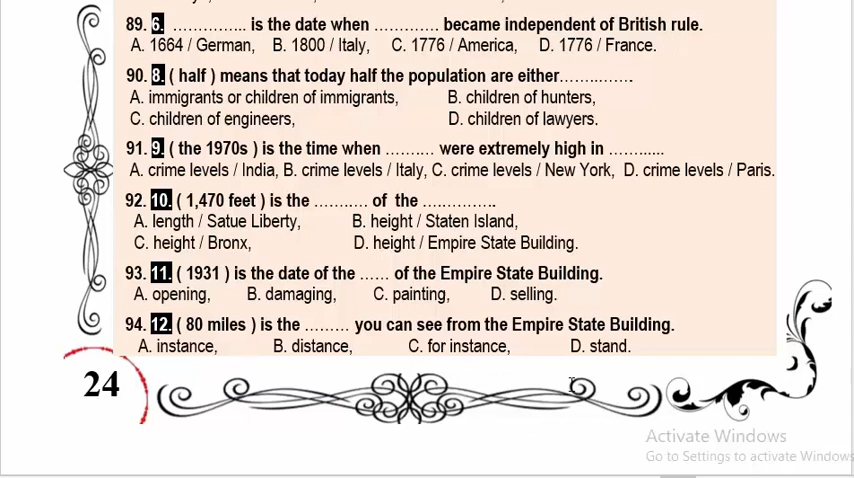 89. 6. .............. is the date when ............. became independent of British rule.
A. 1664 / German, B. 1800 / Italy, C. 1776 / America, D. 1776 / France.
90. 8. ( half ) means that today half the population are either...............
A. immigrants or children of immigrants, B. children of hunters,
C. children of engineers, D. children of lawyers.
91. 9. ( the 1970s ) is the time when .......... were extremely high in ............
A. crime levels / India, B. crime levels / Italy, C. crime levels / New York, D. crime levels / Paris.
92. 10. ( 1,470 feet ) is the ........... of the ...............
A. length / Satue Liberty, B. height / Staten Island,
C. height / Bronx, D. height / Empire State Building.
93. 11. ( 1931 ) is the date of the ...... of the Empire State Building.
A. opening, B. damaging, C. painting, D. selling.
94. 12. ( 80 miles ) is the ......... you can see from the Empire State Building.
A. instance, B. distance, C. for instance, D. stand.
24
Activate Windows
Go to Settings to activate Windows